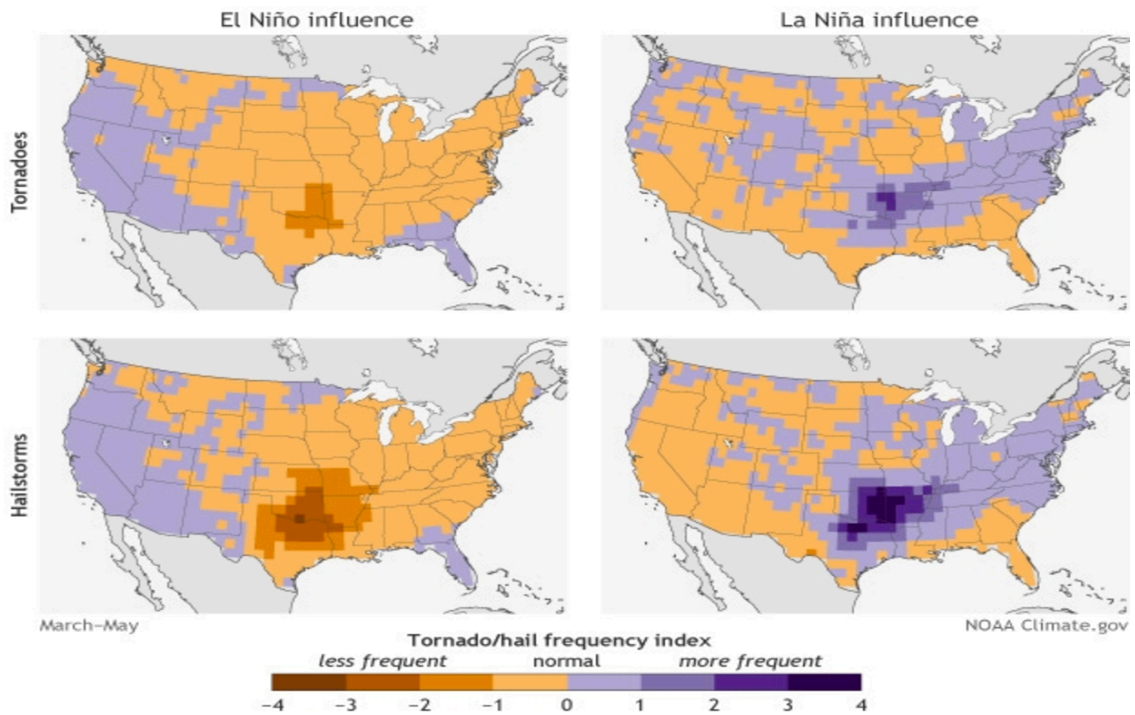 El Niño influence
La Niña influence
Tornadoes
Hailstorms
March–May
NOAA Climate.gov
Tornado/hail frequency index
less frequent normal more frequent
−4 −3 −2 −1 0 1 2 3 4